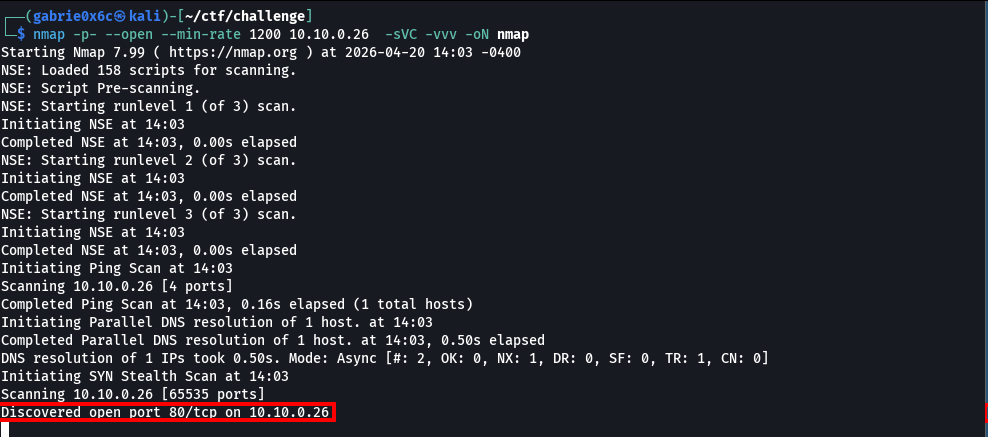 ┌──(gabrie0x6c㉿kali)-[~/ctf/challenge]
└─$ nmap -p- --open --min-rate 1200 10.10.0.26  -sVC -vvv -oN nmap
Starting Nmap 7.99 ( https://nmap.org ) at 2026-04-20 14:03 -0400
NSE: Loaded 158 scripts for scanning.
NSE: Script Pre-scanning.
NSE: Starting runlevel 1 (of 3) scan.
Initiating NSE at 14:03
Completed NSE at 14:03, 0.00s elapsed
NSE: Starting runlevel 2 (of 3) scan.
Initiating NSE at 14:03
Completed NSE at 14:03, 0.00s elapsed
NSE: Starting runlevel 3 (of 3) scan.
Initiating NSE at 14:03
Completed NSE at 14:03, 0.00s elapsed
Initiating Ping Scan at 14:03
Scanning 10.10.0.26 [4 ports]
Completed Ping Scan at 14:03, 0.16s elapsed (1 total hosts)
Initiating Parallel DNS resolution of 1 host. at 14:03
Completed Parallel DNS resolution of 1 host. at 14:03, 0.50s elapsed
DNS resolution of 1 IPs took 0.50s. Mode: Async [#: 2, OK: 0, NX: 1, DR: 0, SF: 0, TR: 1, CN: 0]
Initiating SYN Stealth Scan at 14:03
Scanning 10.10.0.26 [65535 ports]
Discovered open port 80/tcp on 10.10.0.26